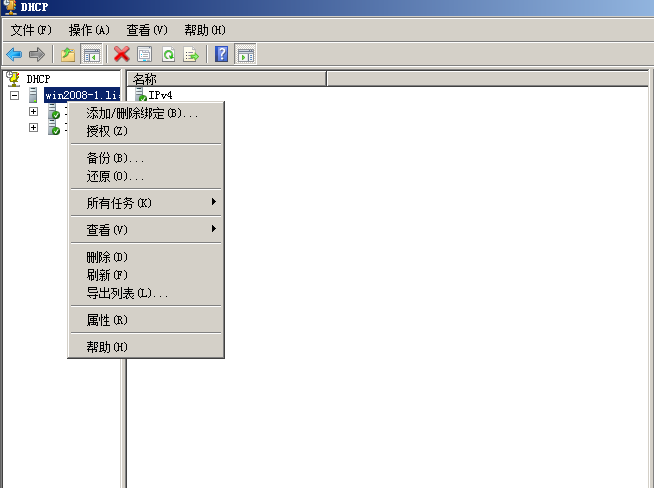 DHCP
文件(F) 操作(A) 查看(V) 帮助(H)
DHCP
名称
win2008-1.li
IPv4
添加/删除绑定(B)...
授权(Z)
备份(B)...
还原(O)...
所有任务(K)
查看(V)
删除(D)
刷新(F)
导出列表(L)...
属性(R)
帮助(H)